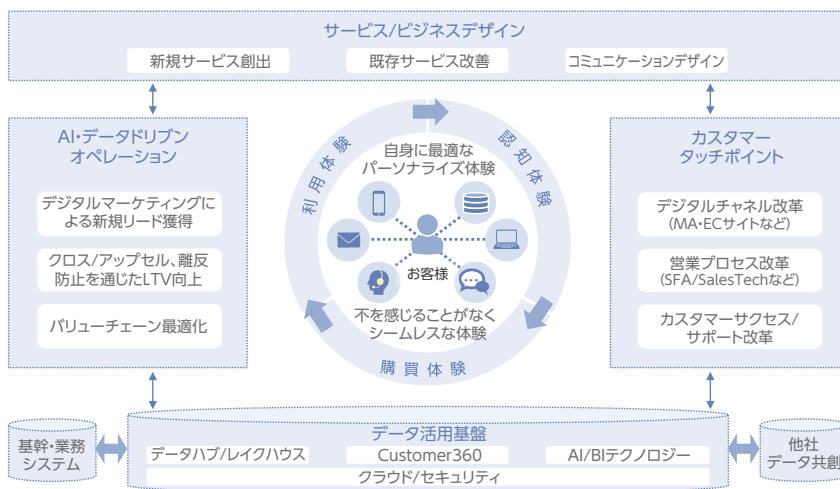 サービス/ビジネスデザイン
新規サービス創出
既存サービス改善
コミュニケーションデザイン
AI・データドリブン
オペレーション
デジタルマーケティングに
よる新規リード獲得
クロス/アップセル、離反
防止を通じたLTV向上
バリューチェーン最適化
利用体験
認知体験
購買体験
自身に最適な
パーソナライズ体験
お客様
不を感じることがなく
シームレスな体験
カスタマー
タッチポイント
デジタルチャネル改革
(MA・ECサイトなど)
営業プロセス改革
(SFA/SalesTechなど)
カスタマーサクセス/
サポート改革
基幹・業務
システム
データ活用基盤
データハブ/レイクハウス
Customer360
AI/BIテクノロジー
クラウド/セキュリティ
他社
データ共創